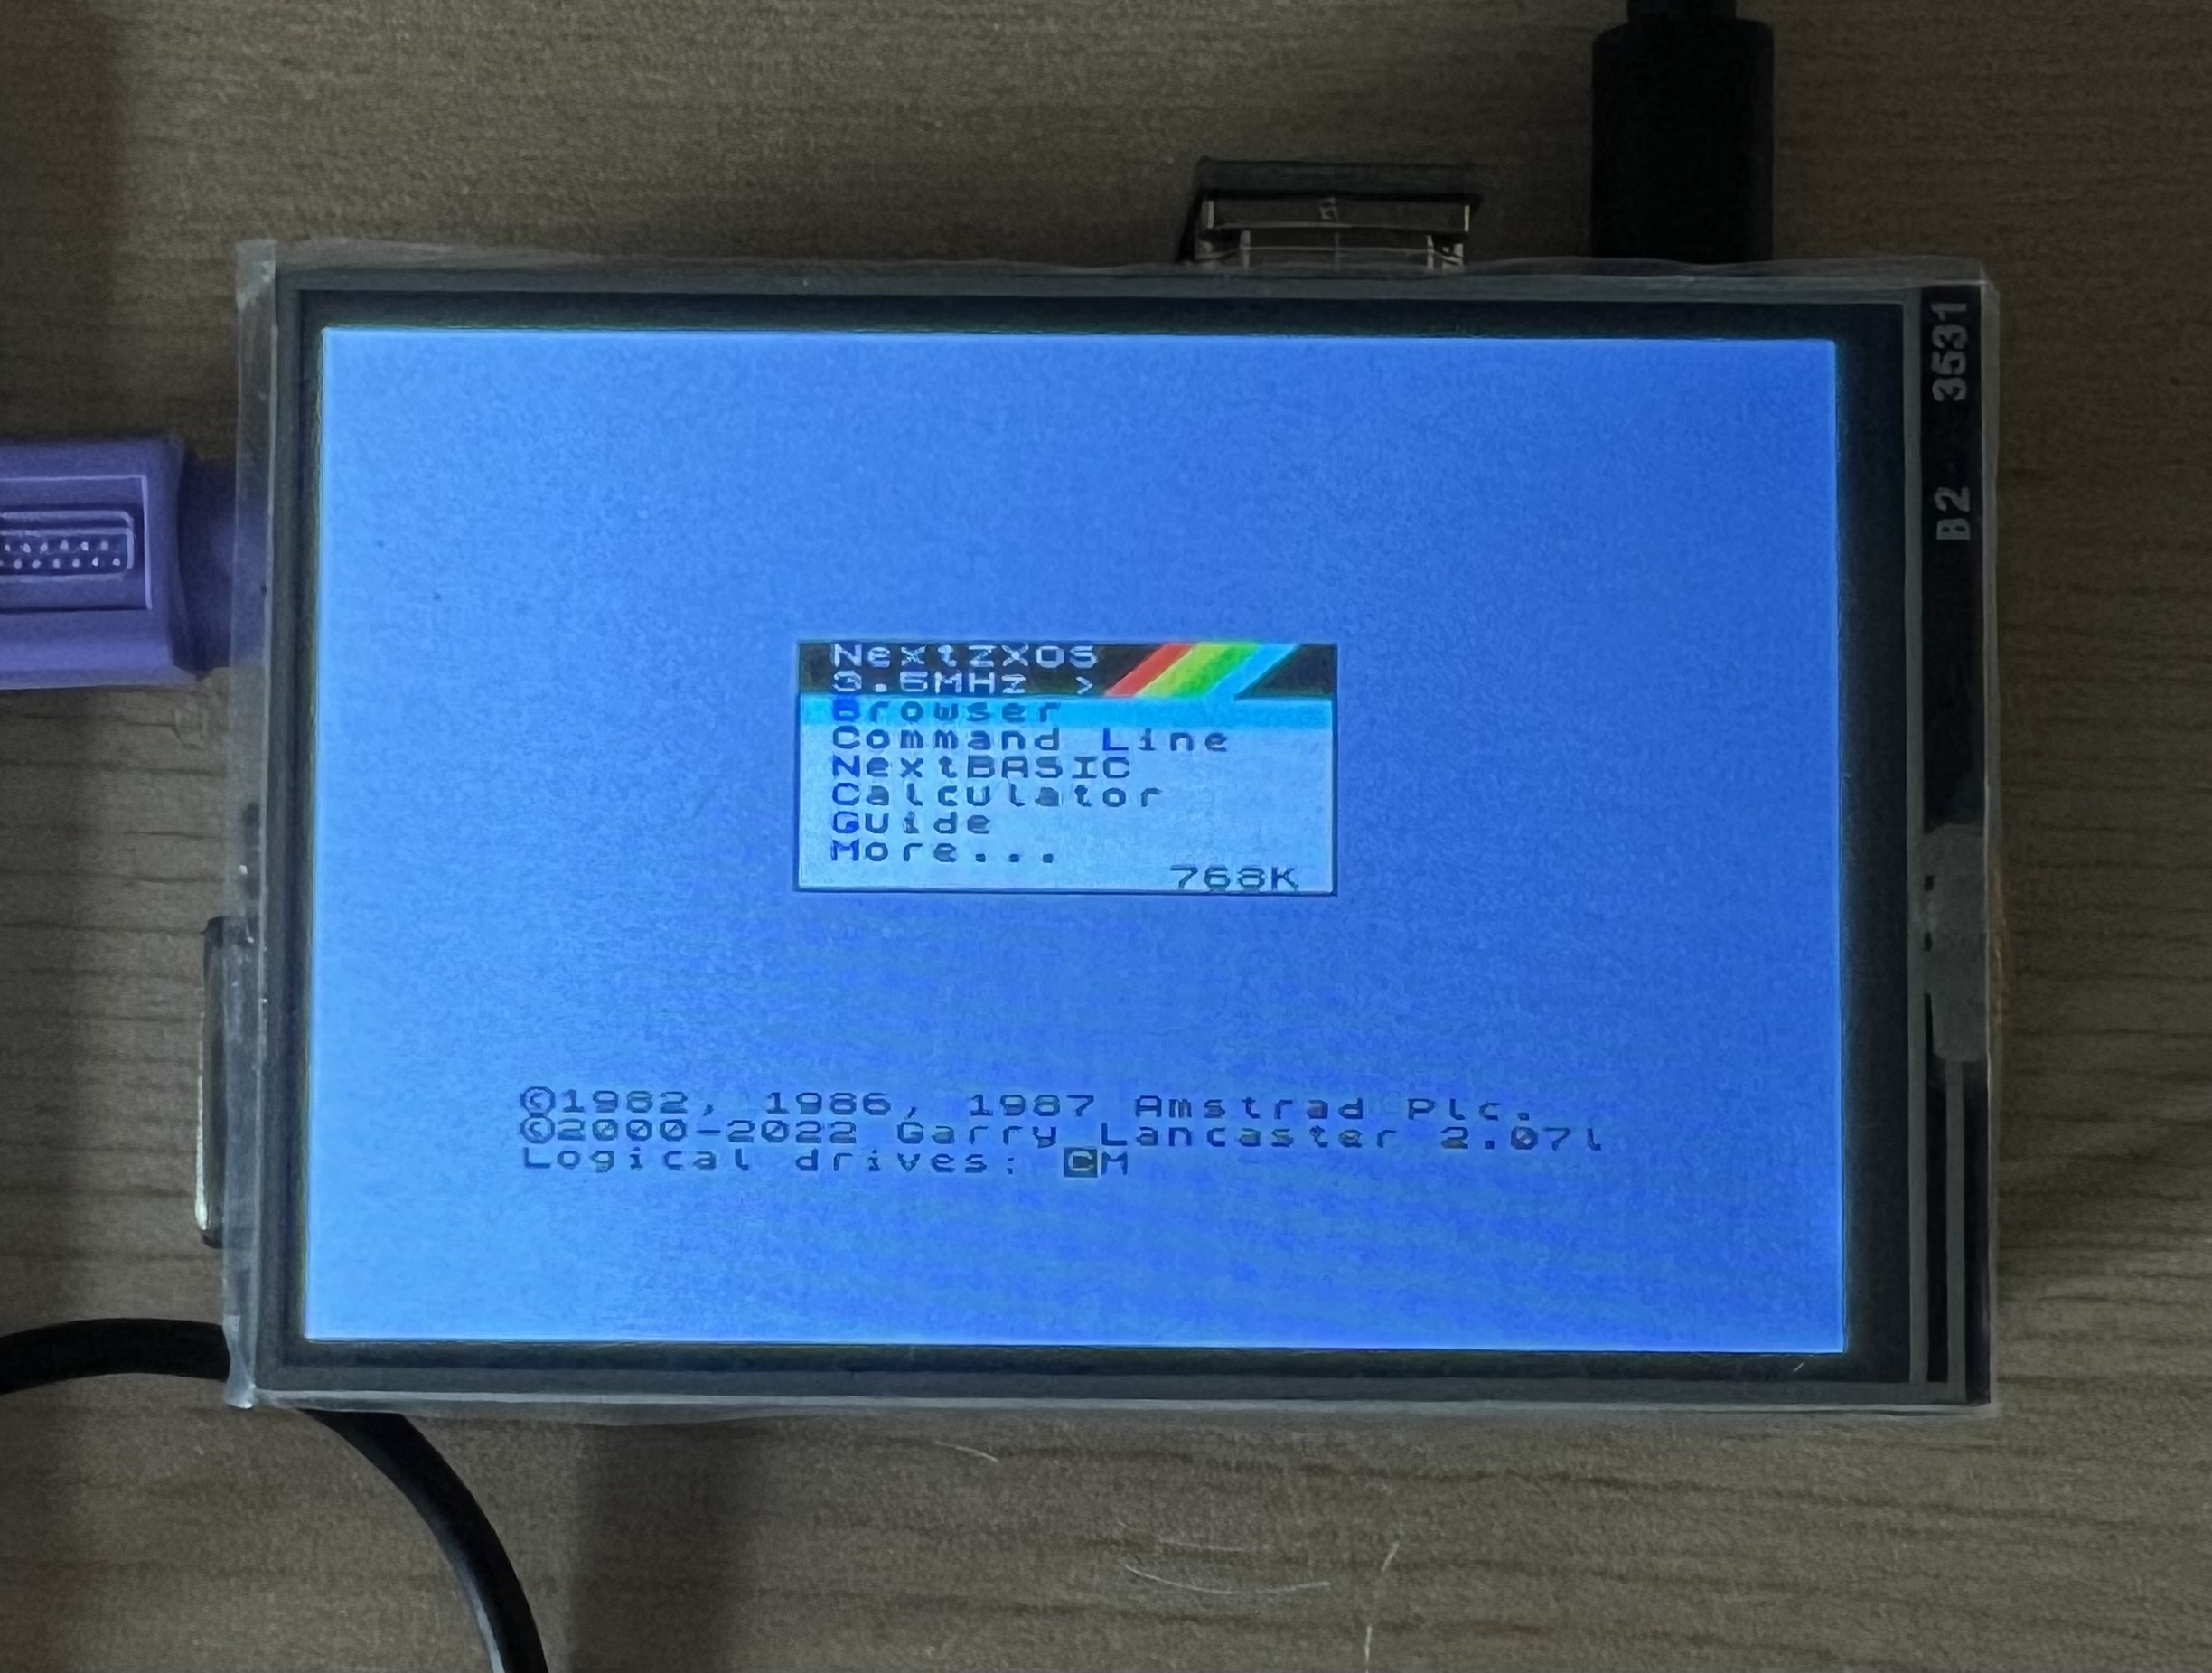 NextZXOS
3.5MHz >
Browser
Command Line
NextBASIC
Calculator
Guide
More...
768K
©1982, 1986, 1987 Amstrad Plc.
©2000-2022 Garry Lancaster 2.07l
Logical drives: CM
B2 3531